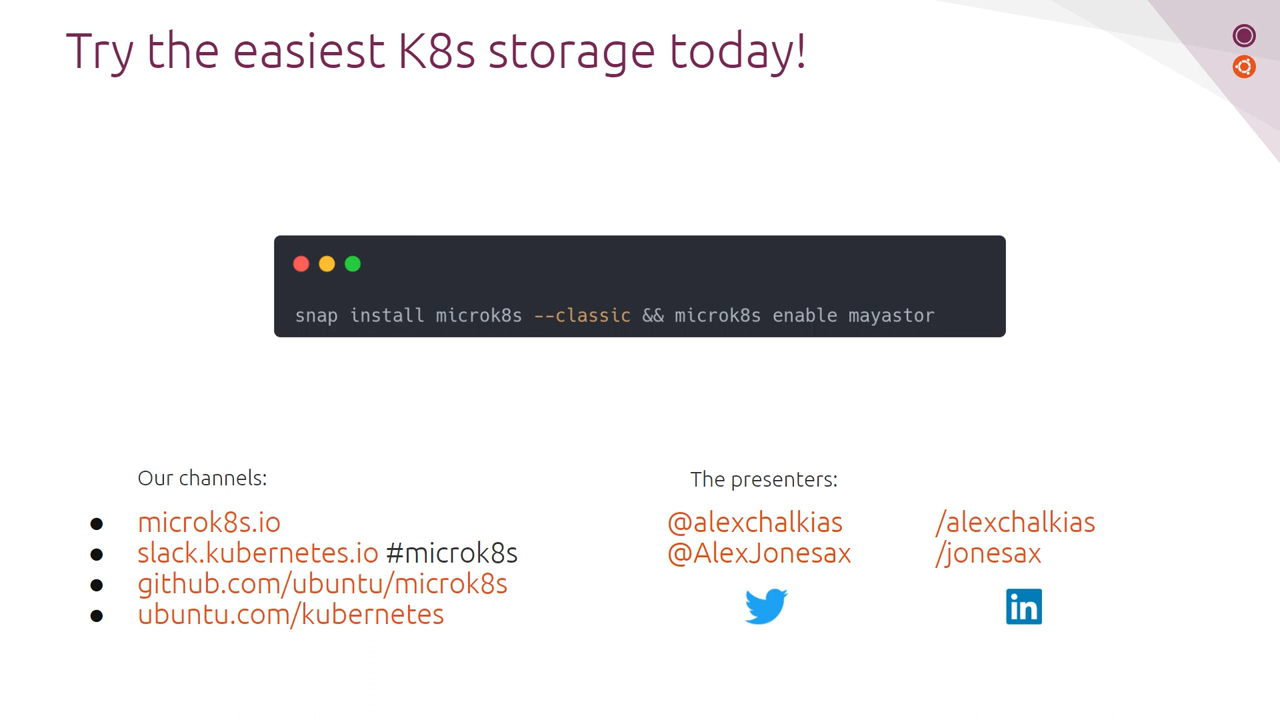 Try the easiest K8s storage today!
snap install microk8s --classic && microk8s enable mayastor
Our channels:
● microk8s.io
● slack.kubernetes.io #microk8s
● github.com/ubuntu/microk8s
● ubuntu.com/kubernetes
The presenters:
@alexchalkias /alexchalkias
@AlexJonesax /jonesax
in